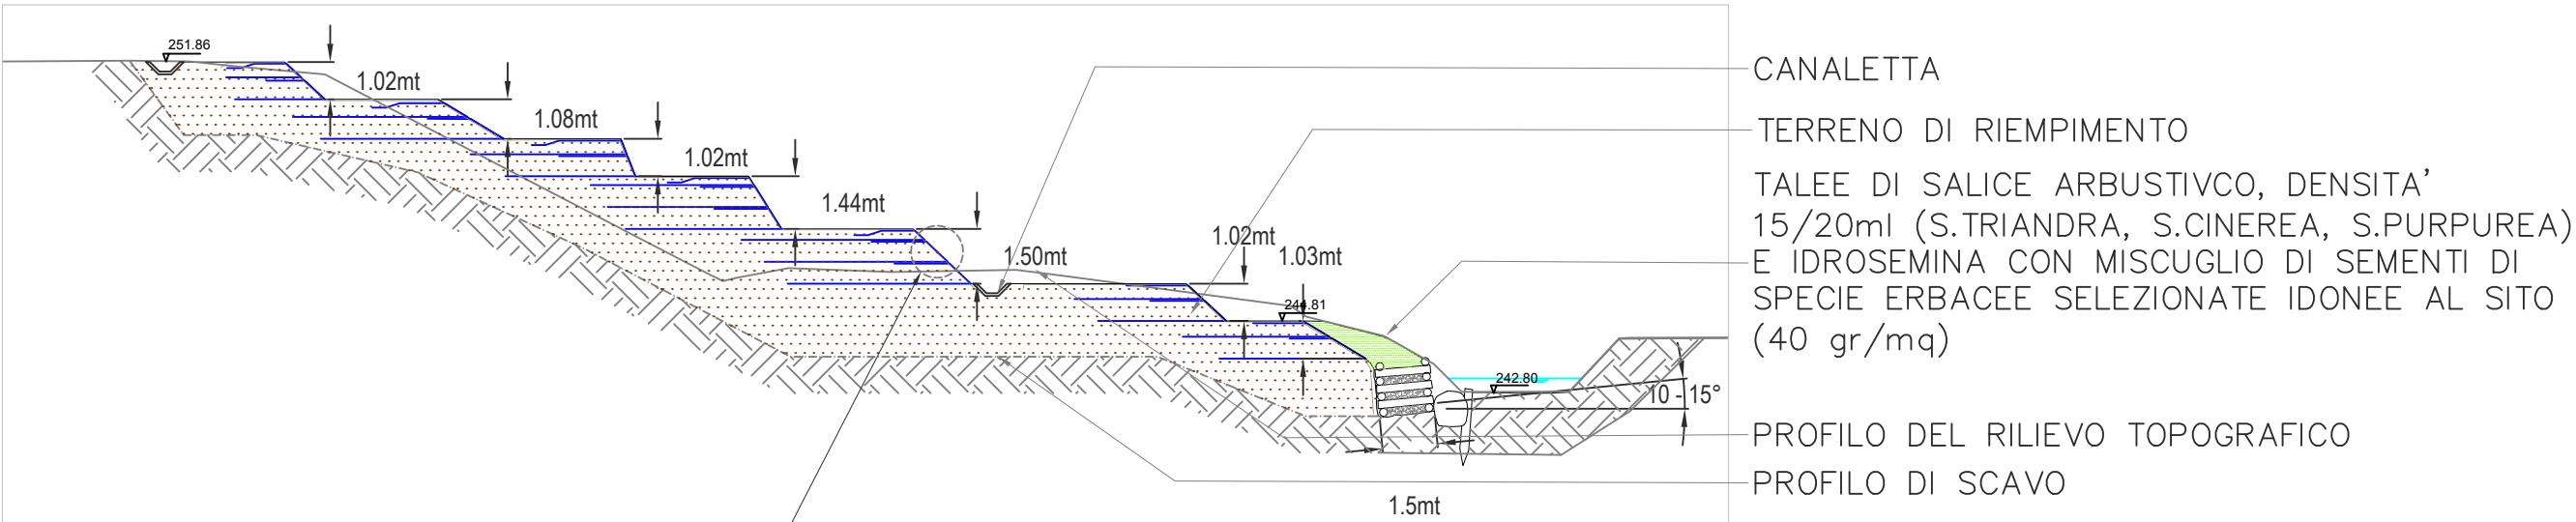 251.86
1.02mt
1.08mt
1.02mt
1.44mt
1.50mt
1.02mt
1.03mt
244.81
242.80
10 - 15°
1.5mt
CANALETTA
TERRENO DI RIEMPIMENTO
TALEE DI SALICE ARBUSTIVCO, DENSITA'
15/20ml (S.TRIANDRA, S.CINEREA, S.PURPUREA)
E IDROSEMINA CON MISCUGLIO DI SEMENTI DI
SPECIE ERBACEE SELEZIONATE IDONEE AL SITO
(40 gr/mq)
PROFILO DEL RILIEVO TOPOGRAFICO
PROFILO DI SCAVO